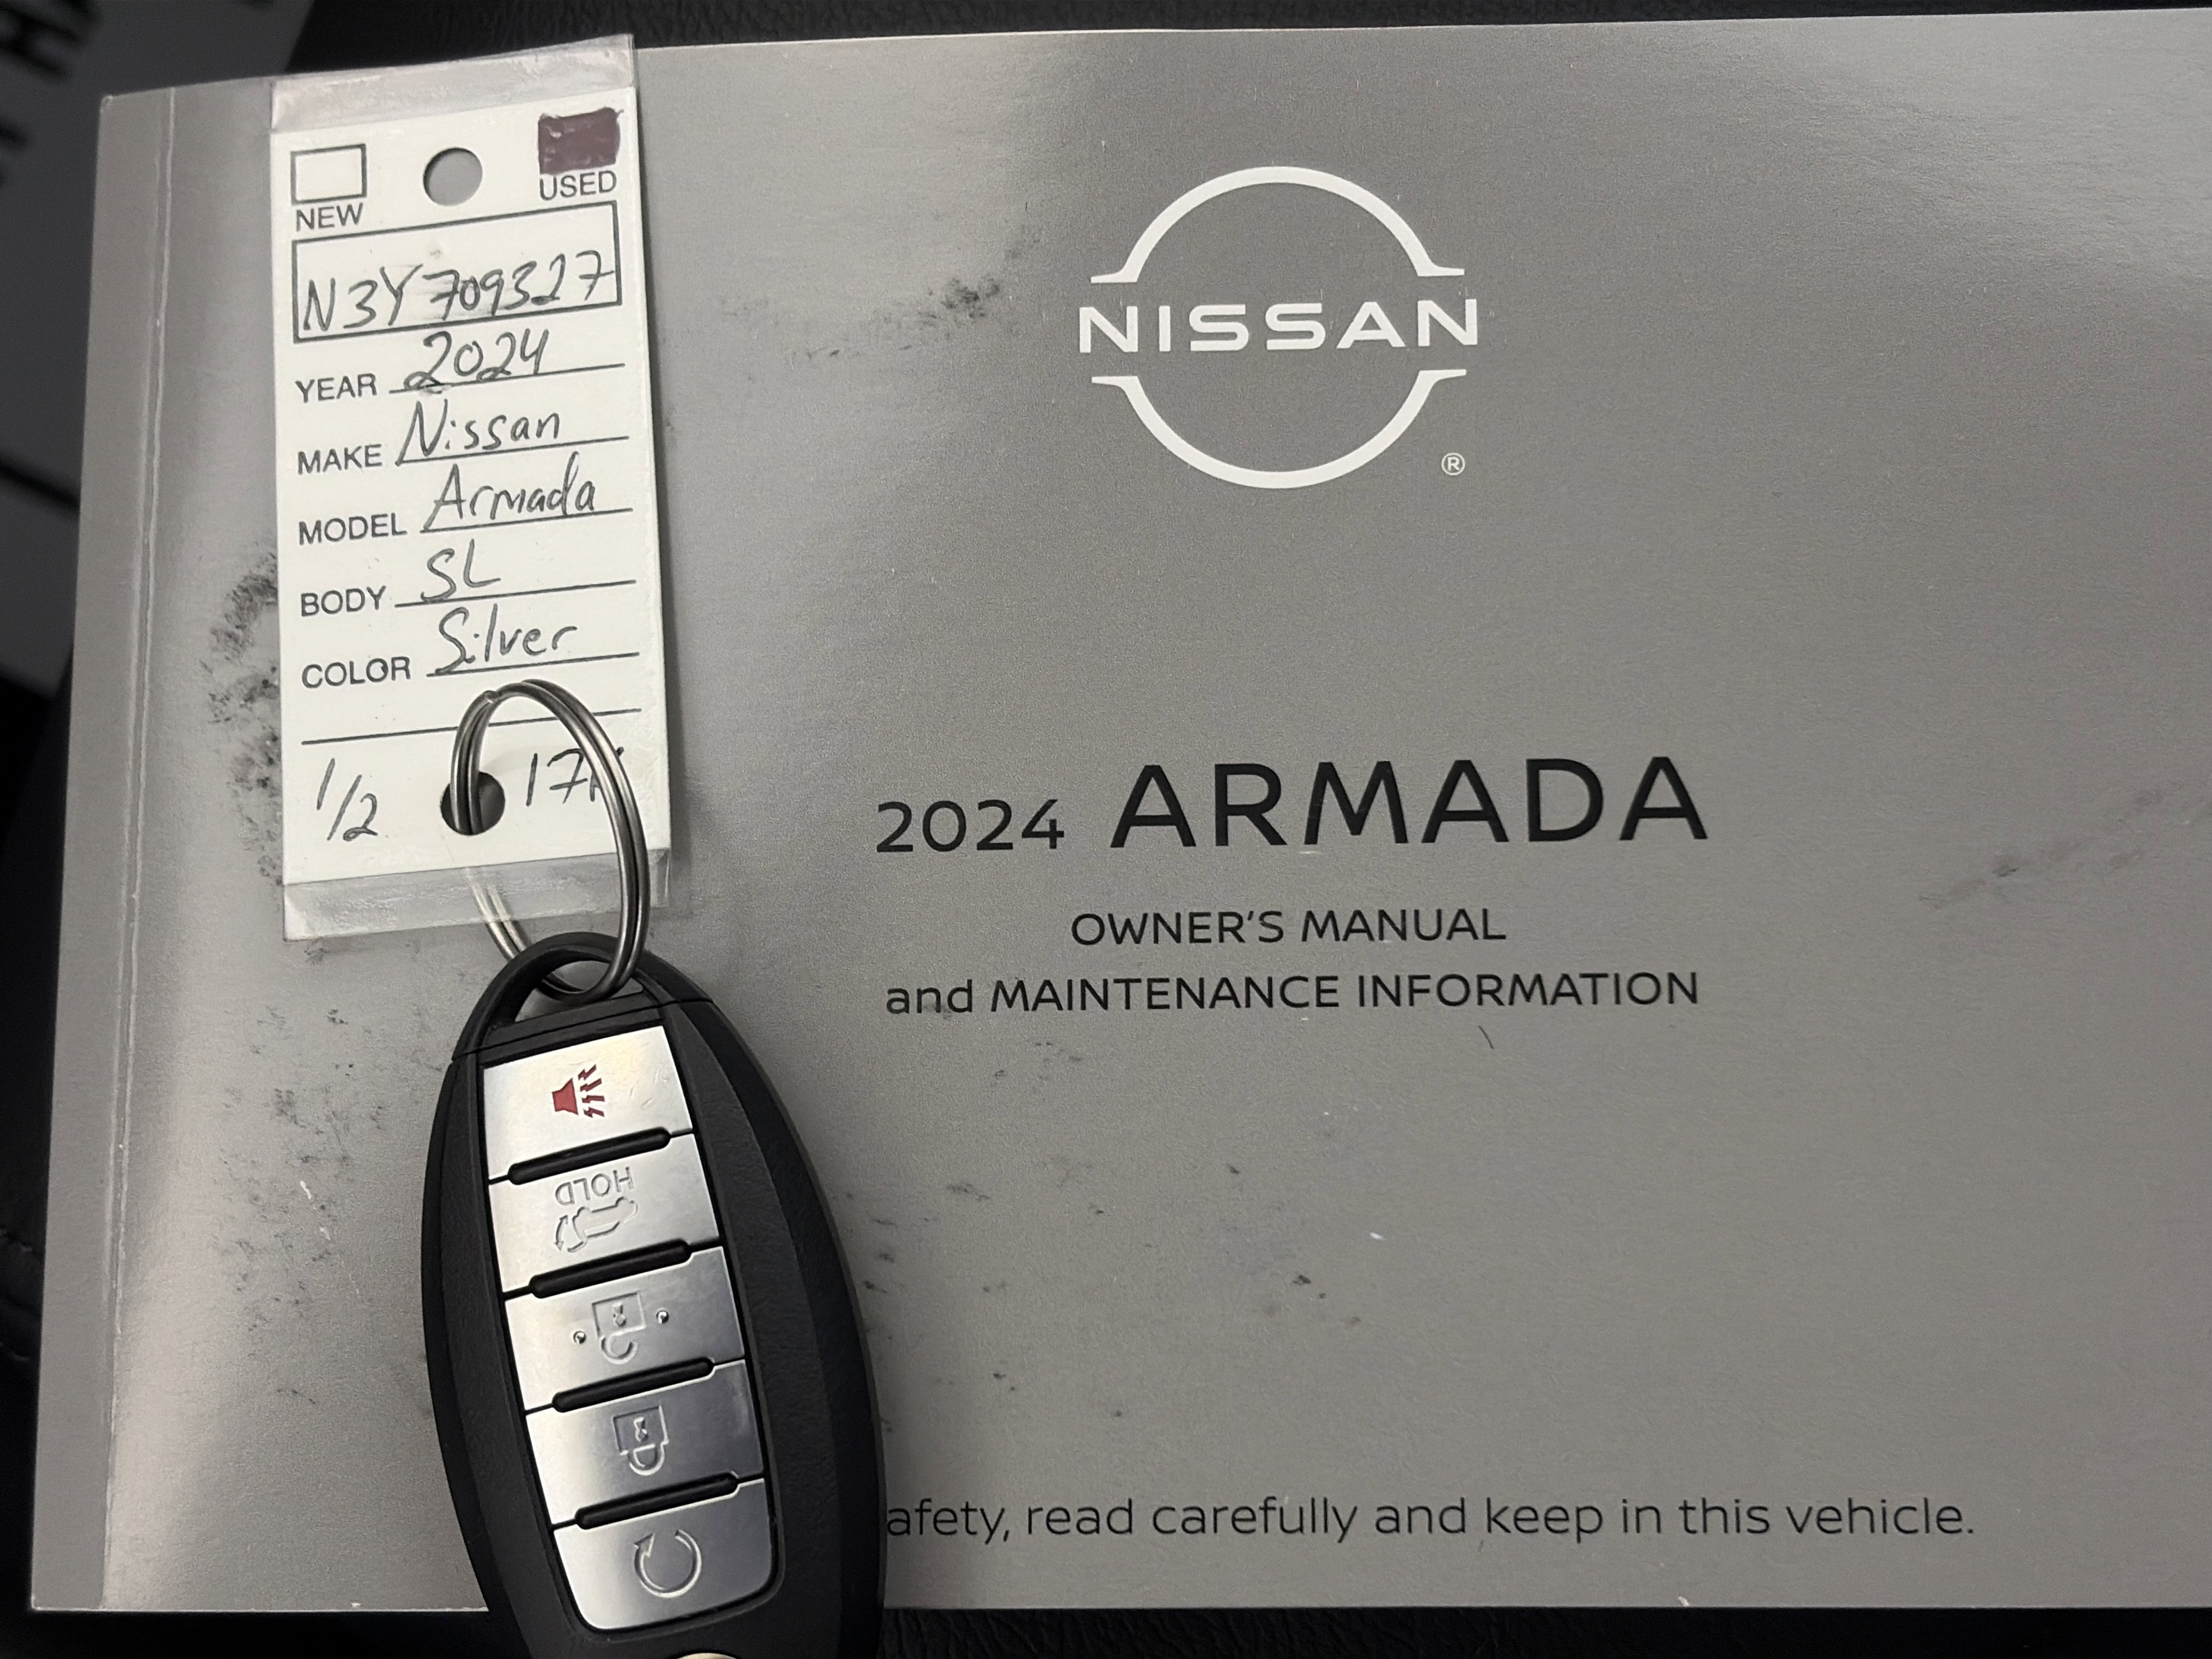 NEW
USED
N3Y709327
YEAR 2024
MAKE Nissan
MODEL Armada
BODY SL
COLOR Silver
1/2
NISSAN
®
2024 ARMADA
OWNER'S MANUAL
and MAINTENANCE INFORMATION
HOLD
afety, read carefully and keep in this vehicle.